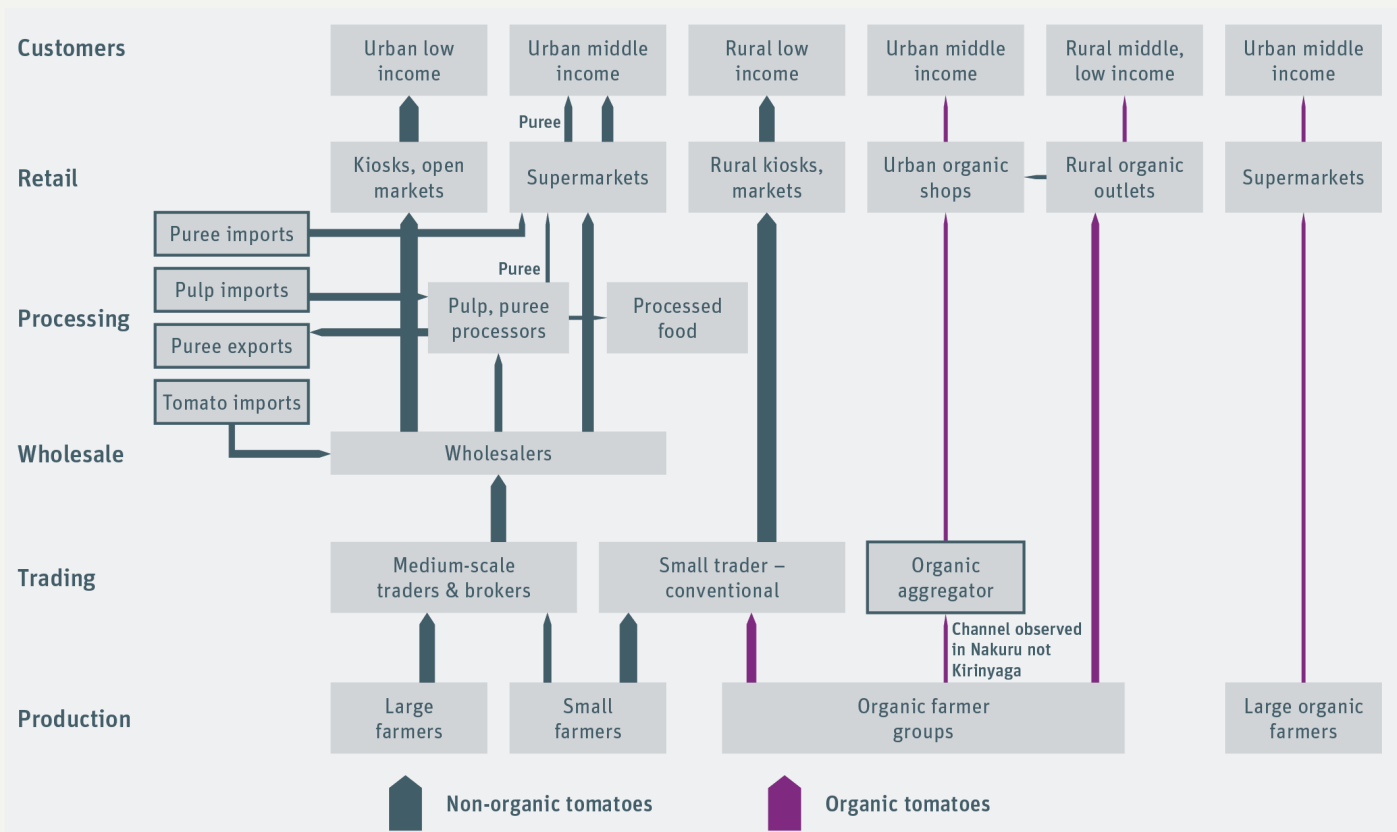 Customers
Urban low
income
Urban middle
income
Rural low
income
Urban middle
income
Rural middle,
low income
Urban middle
income
Puree
Retail
Kiosks, open
markets
Supermarkets
Rural kiosks,
markets
Urban organic
shops
Rural organic
outlets
Supermarkets
Puree imports
Puree
Processing
Pulp imports
Puree exports
Pulp, puree
processors
Processed
food
Tomato imports
Wholesale
Wholesalers
Trading
Medium-scale
traders & brokers
Small trader –
conventional
Organic
aggregator
Channel observed
in Nakuru not
Kirinyaga
Production
Large
farmers
Small
farmers
Organic farmer
groups
Large organic
farmers
Non-organic tomatoes
Organic tomatoes